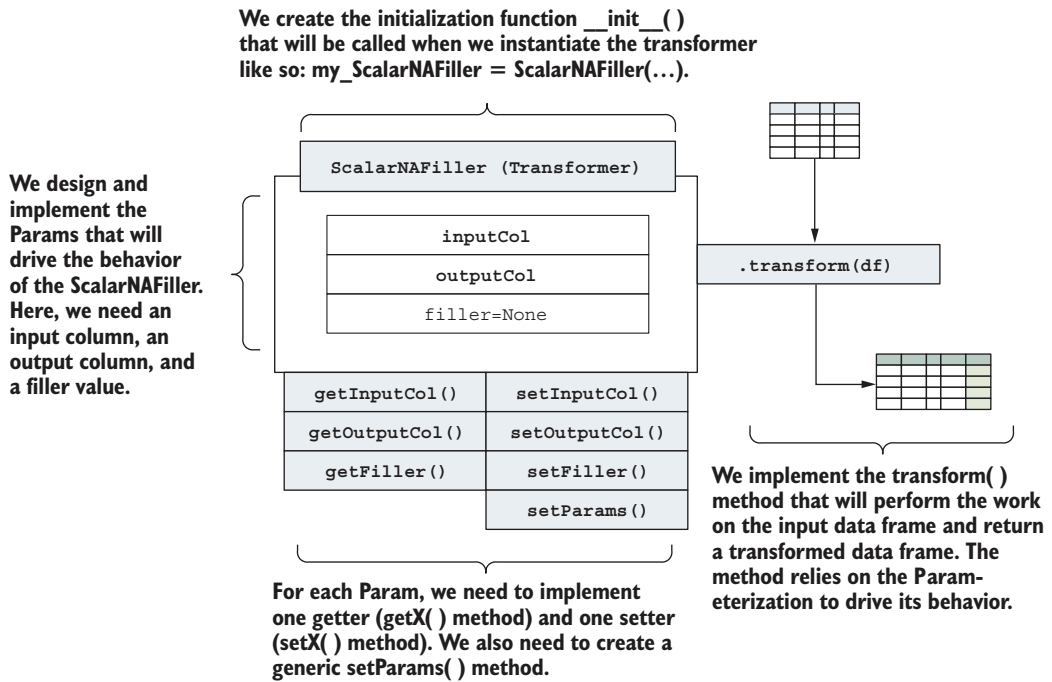 We create the initialization function __init__( )
that will be called when we instantiate the transformer
like so: my_ScalarNAFiller = ScalarNAFiller(…).
We design and
implement the
Params that will
drive the behavior
of the ScalarNAFiller.
Here, we need an
input column, an
output column, and
a filler value.
ScalarNAFiller (Transformer)
inputCol
outputCol
filler=None
.transform(df)
getInputCol()
setInputCol()
getOutputCol()
setOutputCol()
getFiller()
setFiller()
setParams()
For each Param, we need to implement
one getter (getX( ) method) and one setter
(setX( ) method). We also need to create a
generic setParams( ) method.
We implement the transform( )
method that will perform the work
on the input data frame and return
a transformed data frame. The
method relies on the Param-
eterization to drive its behavior.